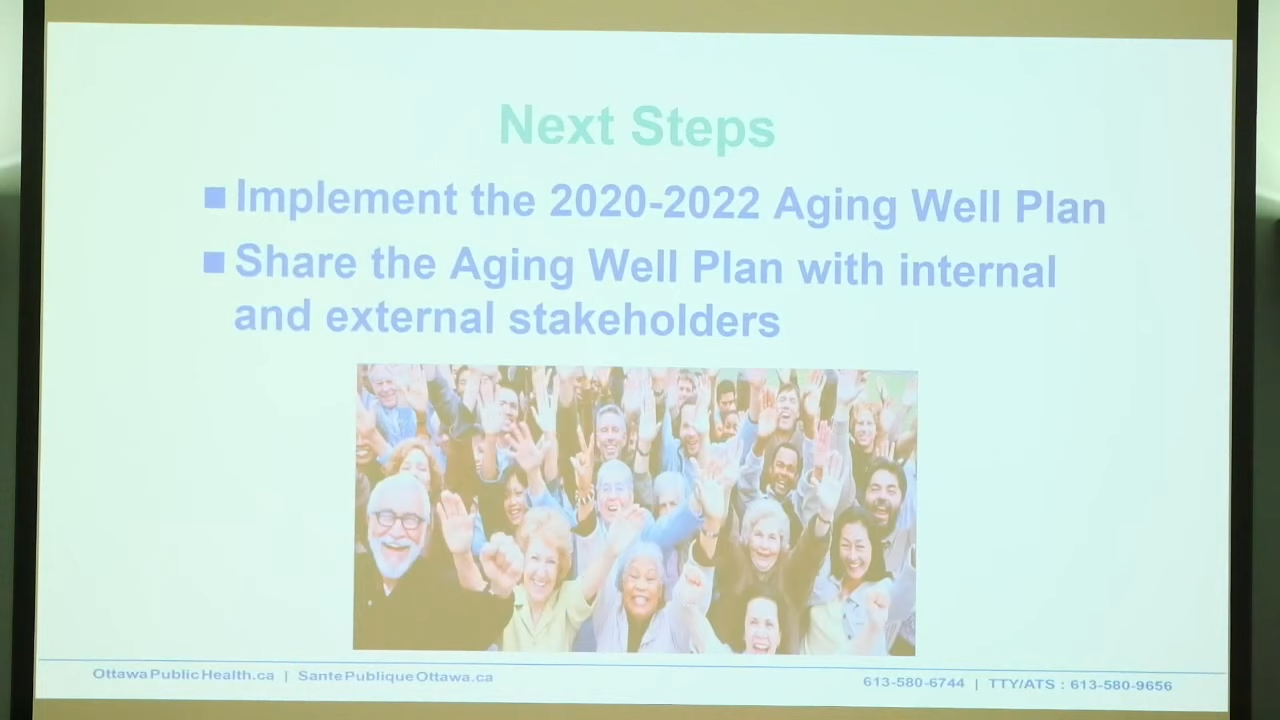 Next Steps
■ Implement the 2020-2022 Aging Well Plan
■ Share the Aging Well Plan with internal
and external stakeholders
OttawaPublicHealth.ca | SantePubliqueOttawa.ca
613-580-6744 | TTY/ATS : 613-580-9656